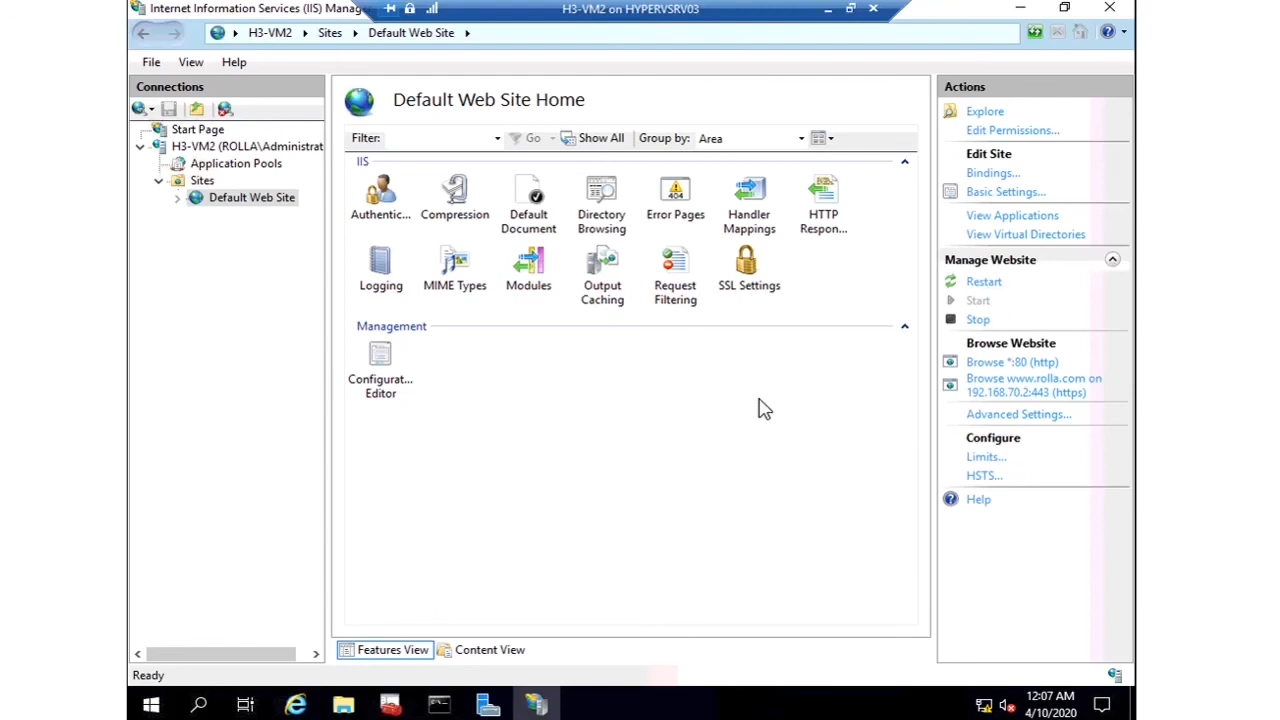 Internet Information Services (IIS) Manage
H3-VM2 on HYPERVSRV03
H3-VM2
Sites
Default Web Site
File
View
Help
Connections
Start Page
H3-VM2 (ROLLA\Administrat
Application Pools
Sites
Default Web Site
Default Web Site Home
Filter:
Go
Show All
Group by:
Area
IIS
Authentic...
Compression
Default
Document
Directory
Browsing
Error Pages
Handler
Mappings
HTTP
Respon...
Logging
MIME Types
Modules
Output
Caching
Request
Filtering
SSL Settings
Management
Configurat...
Editor
Features View
Content View
Actions
Explore
Edit Permissions...
Edit Site
Bindings...
Basic Settings...
View Applications
View Virtual Directories
Manage Website
Restart
Start
Stop
Browse Website
Browse *:80 (http)
Browse www.rolla.com on
192.168.70.2:443 (https)
Advanced Settings...
Configure
Limits...
HSTS...
Help
Ready
12:07 AM
4/10/2020